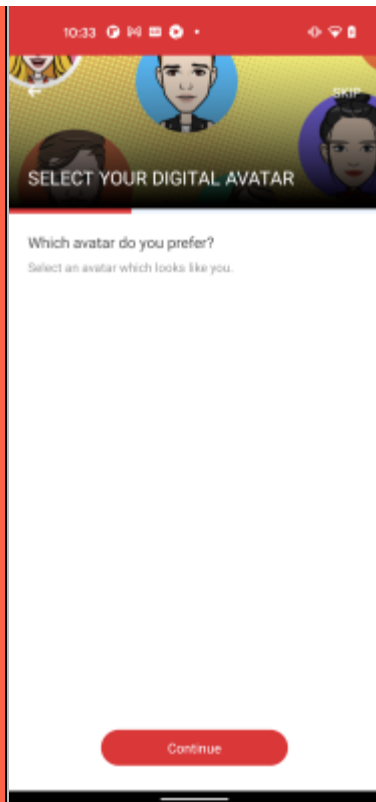 10:33
SKIP
SELECT YOUR DIGITAL AVATAR
Which avatar do you prefer?
Select an avatar which looks like you.
Continue